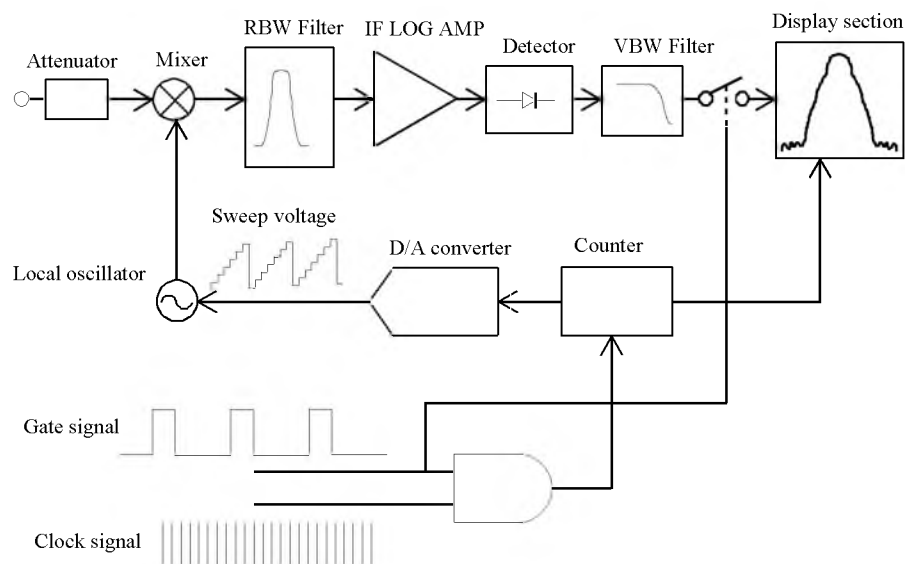 RBW Filter
IF LOG AMP
Display section
Attenuator
Mixer
Detector
VBW Filter
Sweep voltage
D/A converter
Counter
Local oscillator
Gate signal
Clock signal